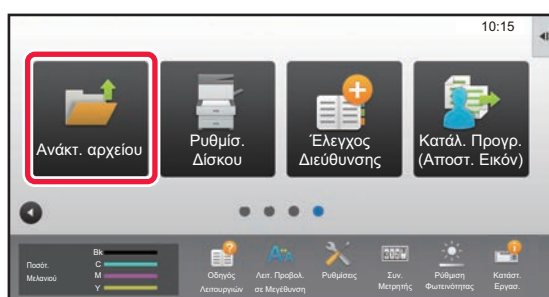 10:15
Ανάκτ. αρχείου
Ρυθμίσ.
Δίσκου
Έλεγχος
Διεύθυνσης
Κατάλ. Προγρ.
(Αποστ. Εικόν)
Ποσότ.
Μελανιού
Bk
C
M
Y
Οδηγός
Λειτουργιών
Λειτ. Προβολ.
σε Μεγέθυνση
Ρυθμίσεις
Συν.
Μετρητής
Ρύθμιση
Φωτεινότητας
Κατάστ.
Εργασ.